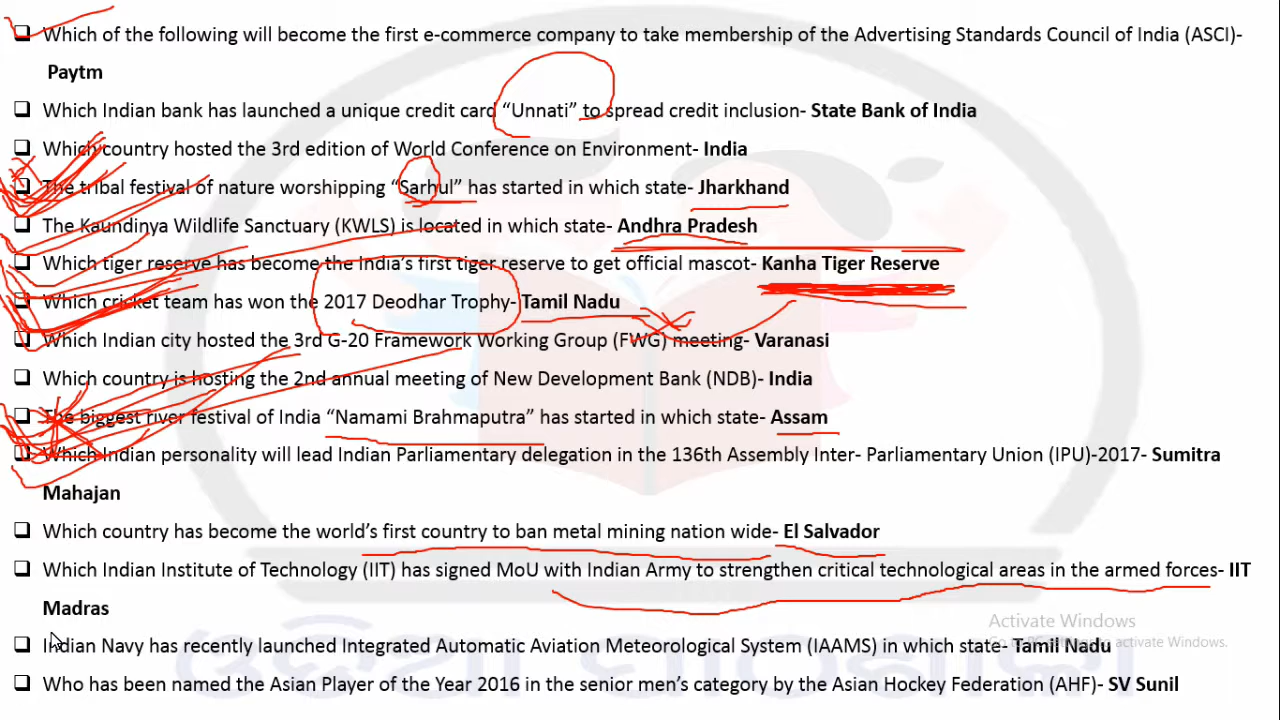 Which of the following will become the first e-commerce company to take membership of the Advertising Standards Council of India (ASCI)-
Paytm
Which Indian bank has launched a unique credit card “Unnati” to spread credit inclusion- State Bank of India
Which country hosted the 3rd edition of World Conference on Environment- India
The tribal festival of nature worshipping “Sarhul” has started in which state- Jharkhand
The Kaundinya Wildlife Sanctuary (KWLS) is located in which state- Andhra Pradesh
Which tiger reserve has become the India’s first tiger reserve to get official mascot- Kanha Tiger Reserve
Which cricket team has won the 2017 Deodhar Trophy- Tamil Nadu
Which Indian city hosted the 3rd G-20 Framework Working Group (FWG) meeting- Varanasi
Which country is hosting the 2nd annual meeting of New Development Bank (NDB)- India
The biggest river festival of India “Namami Brahmaputra” has started in which state- Assam
Which Indian personality will lead Indian Parliamentary delegation in the 136th Assembly Inter- Parliamentary Union (IPU)-2017- Sumitra
Mahajan
Which country has become the world’s first country to ban metal mining nation wide- El Salvador
Which Indian Institute of Technology (IIT) has signed MoU with Indian Army to strengthen critical technological areas in the armed forces- IIT
Madras
Activate Windows
Indian Navy has recently launched Integrated Automatic Aviation Meteorological System (IAAMS) in which state- Tamil Nadu
Go to activate Windows.
Who has been named the Asian Player of the Year 2016 in the senior men’s category by the Asian Hockey Federation (AHF)- SV Sunil